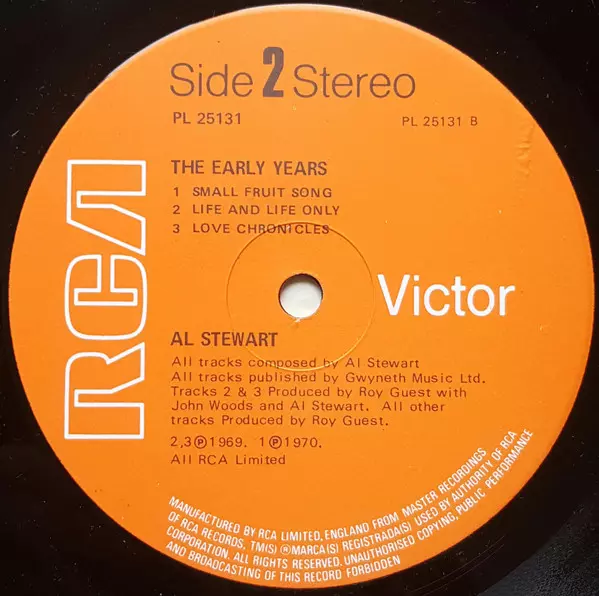 Side 2 Stereo
PL 25131
PL 25131 B
THE EARLY YEARS
1 SMALL FRUIT SONG
2 LIFE AND LIFE ONLY
3 LOVE CHRONICLES
RCA
Victor
AL STEWART
All tracks composed by Al Stewart
All tracks published by Gwyneth Music Ltd.
Tracks 2 & 3 Produced by Roy Guest with
John Woods and Al Stewart. All other
tracks Produced by Roy Guest.
2,3 ℗ 1969. 1 ℗ 1970.
All RCA Limited
MANUFACTURED BY RCA LIMITED, ENGLAND FROM MASTER RECORDINGS
OF RCA RECORDS, TM(S) ® MARCA(S) REGISTRADA(S) USED BY AUTHORITY OF RCA
CORPORATION. ALL RIGHTS RESERVED. UNAUTHORISED COPYING, PUBLIC PERFORMANCE
AND BROADCASTING OF THIS RECORD FORBIDDEN